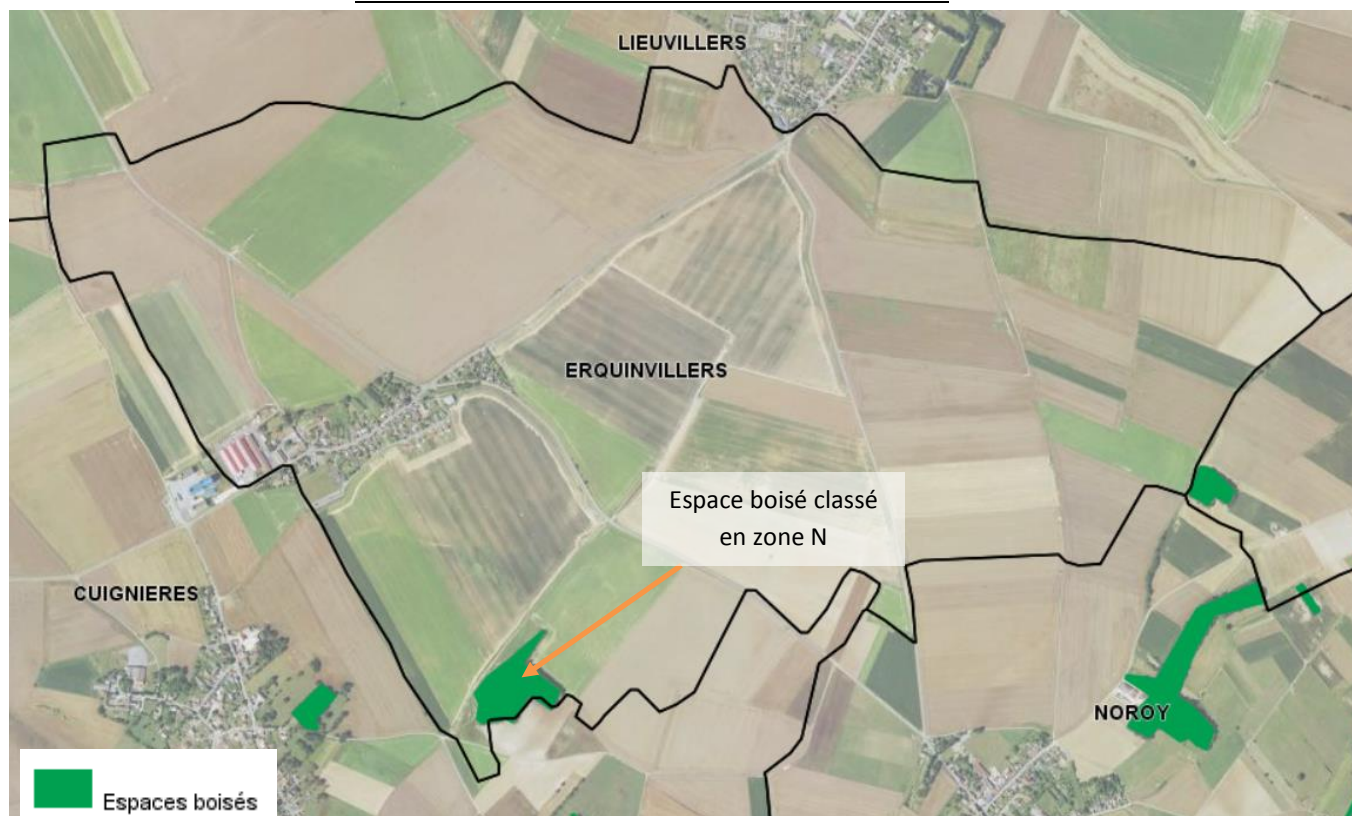 LIEUVILLERS
ERQUINVILLERS
Espace boisé classé
en zone N
CUIGNIERES
NOROY
Espaces boisés